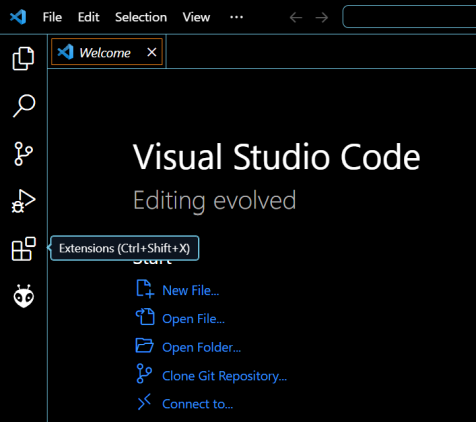 File Edit Selection View ···
Welcome
Visual Studio Code
Editing evolved
Extensions (Ctrl+Shift+X)
Start
New File...
Open File...
Open Folder...
Clone Git Repository...
Connect to...